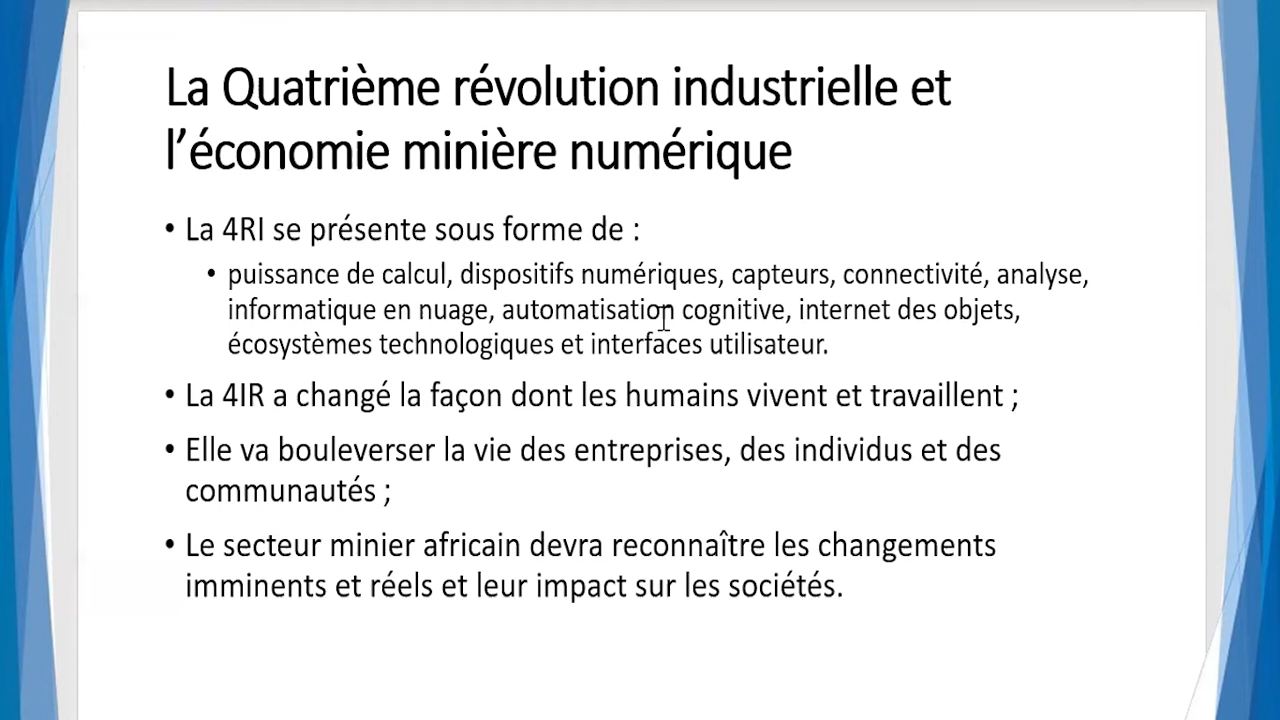 La Quatrième révolution industrielle et
l’économie minière numérique
• La 4RI se présente sous forme de :
• puissance de calcul, dispositifs numériques, capteurs, connectivité, analyse,
informatique en nuage, automatisation cognitive, internet des objets,
écosystèmes technologiques et interfaces utilisateur.
• La 4IR a changé la façon dont les humains vivent et travaillent ;
• Elle va bouleverser la vie des entreprises, des individus et des
communautés ;
• Le secteur minier africain devra reconnaître les changements
imminents et réels et leur impact sur les sociétés.